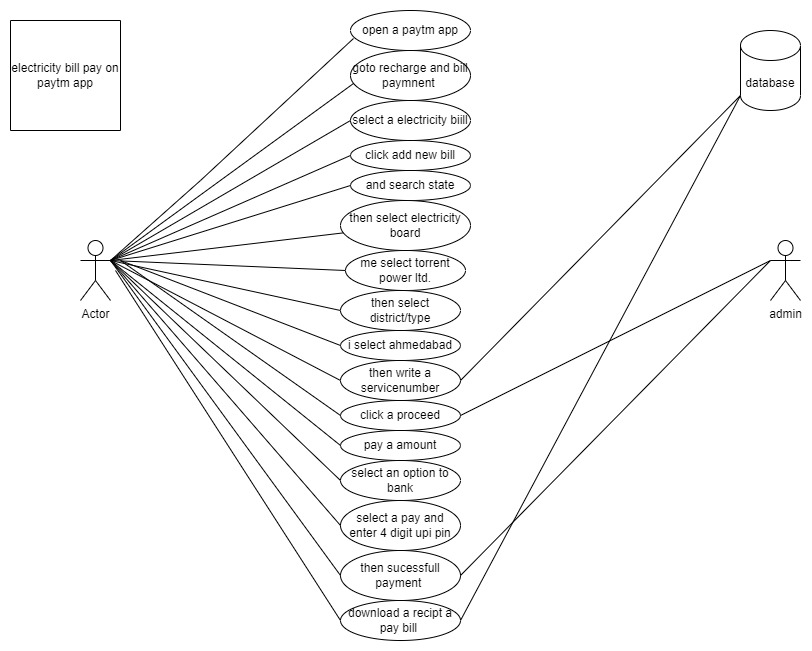 electricity bill pay on
paytm app
open a paytm app
goto recharge and bill
paymnent
select a electricity biill
click add new bill
and search state
then select electricity
board
me select torrent
power ltd.
then select
district/type
i select ahmedabad
then write a
servicenumber
click a proceed
pay a amount
select an option to
bank
select a pay and
enter 4 digit upi pin
then sucessfull
payment
download a recipt a
pay bill
Actor
database
admin